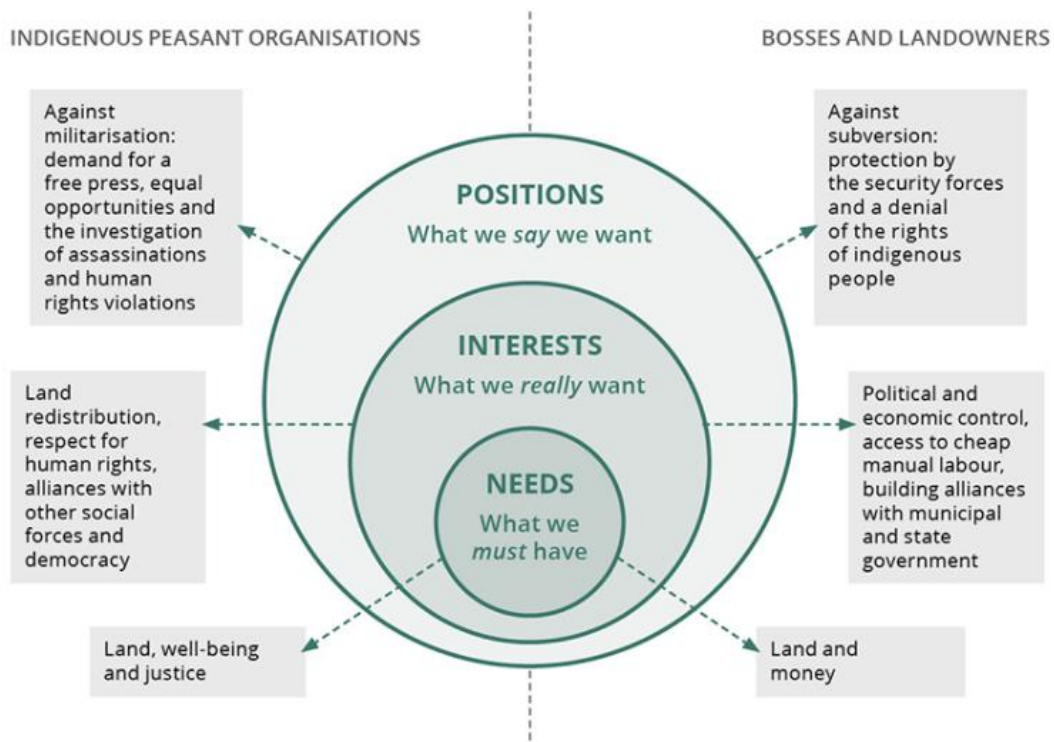 INDIGENOUS PEASANT ORGANISATIONS
BOSSES AND LANDOWNERS
Against
militarisation:
demand for a
free press, equal
opportunities and
the investigation
of assassinations
and human
rights violations
POSITIONS
What we say we want
Against
subversion:
protection by
the security forces
and a denial
of the rights
of indigenous
people
Land
redistribution,
respect for
human rights,
alliances with
other social
forces and
democracy
INTERESTS
What we really want
Political and
economic control,
access to cheap
manual labour,
building alliances
with municipal
and state
government
NEEDS
What we
must have
Land, well-being
and justice
Land and
money